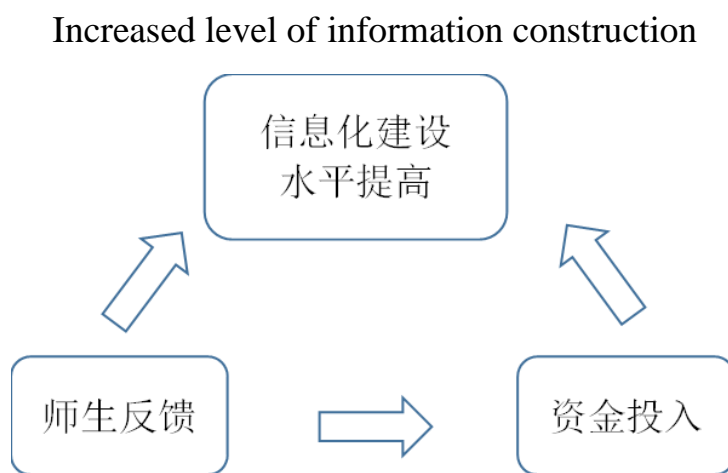 Increased level of information construction
信息化建设
水平提高
师生反馈
资金投入